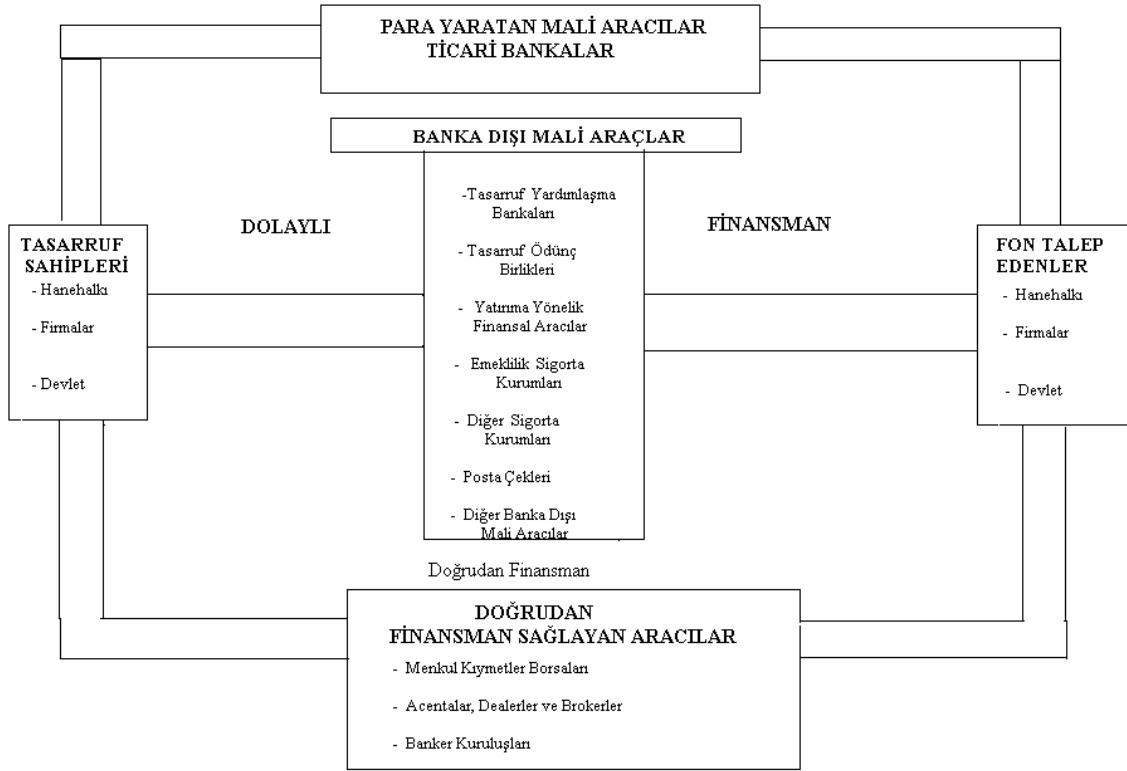 PARA YARATAN MALİ ARACILAR
TİCARİ BANKALAR
BANKA DIŞI MALİ ARAÇLAR
-Tasarruf Yardımlaşma
Bankaları
- Tasarruf Ödünç
Birlikleri
- Yatırıma Yönelik
Finansal Aracılar
- Emeklilik Sigorta
Kurumları
- Diğer Sigorta
Kurumları
- Posta Çekleri
- Diğer Banka Dışı
Mali Aracılar
DOLAYLI
FİNANSMAN
TASARRUF
SAHİPLERİ
- Hanehalkı
- Firmalar
- Devlet
FON TALEP
EDENLER
- Hanehalkı
- Firmalar
- Devlet
Doğrudan Finansman
DOĞRUDAN
FİNANSMAN SAĞLAYAN ARACILAR
- Menkul Kıymetler Borsaları
- Acentalar, Dealerler ve Brokerler
- Banker Kuruluşları